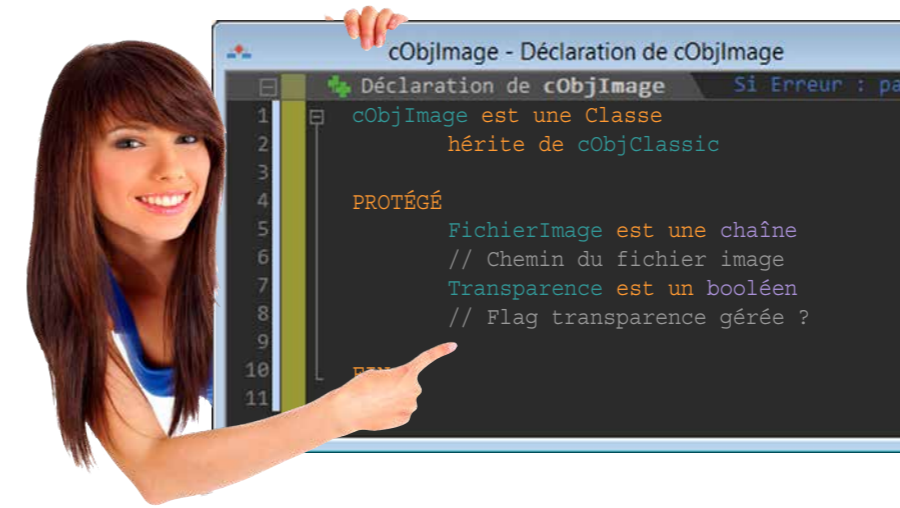 cObjImage - Déclaration de cObjImage
Déclaration de cObjImage Si Erreur : pa
1 cObjImage est une Classe
2 hérite de cObjClassic
3
4 PROTÉGÉ
5 FichierImage est une chaîne
6 // Chemin du fichier image
7 Transparence est un booléen
8 // Flag transparence gérée ?
9
10 FIN
11